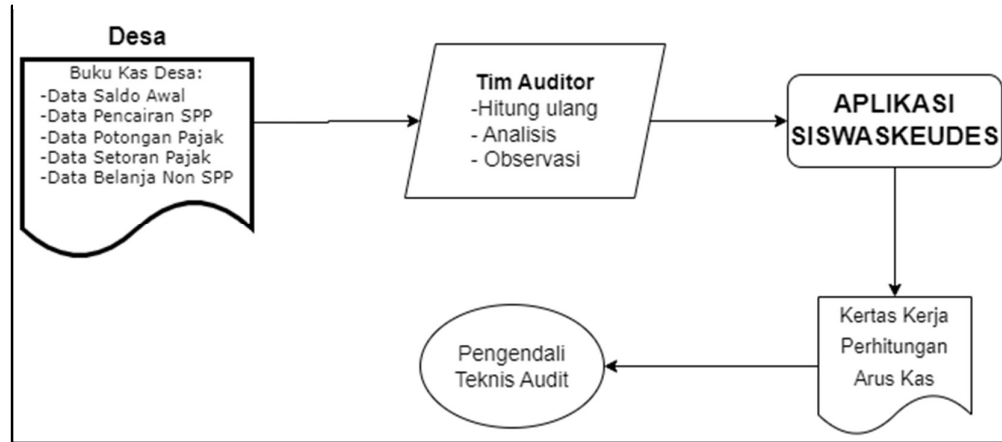 Desa
Buku Kas Desa:
-Data Saldo Awal
-Data Pencairan SPP
-Data Potongan Pajak
-Data Setoran Pajak
-Data Belanja Non SPP
Tim Auditor
-Hitung ulang
- Analisis
- Observasi
APLIKASI
SISWASKEUDES
Kertas Kerja
Perhitungan
Arus Kas
Pengendali
Teknis Audit